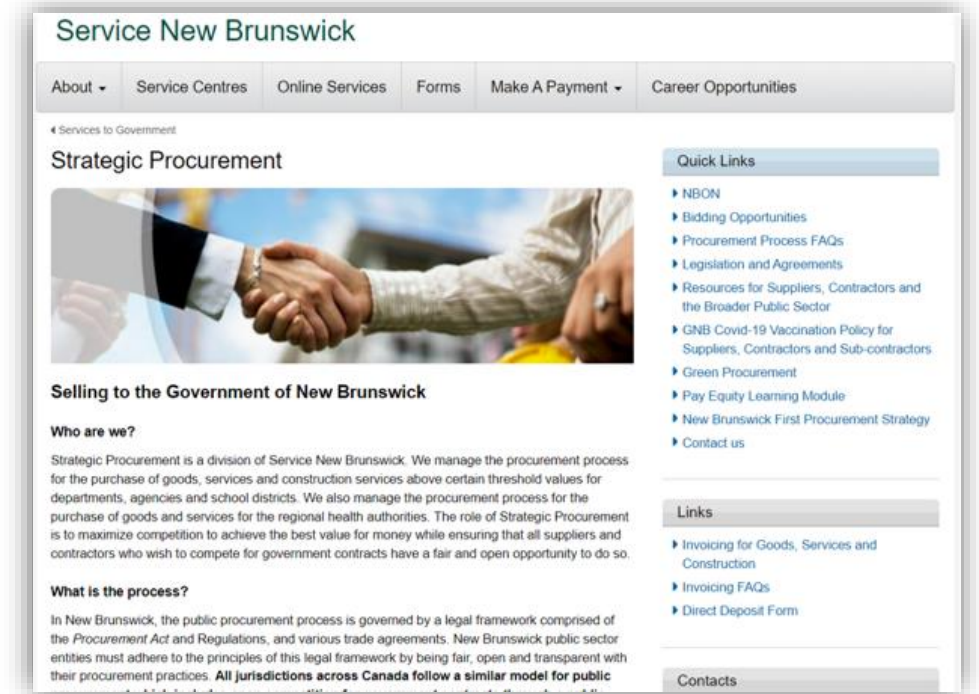 Service New Brunswick
About
Service Centres
Online Services
Forms
Make A Payment
Career Opportunities
Services to Government
Strategic Procurement
Selling to the Government of New Brunswick
Who are we?
Strategic Procurement is a division of Service New Brunswick. We manage the procurement process
for the purchase of goods, services and construction services above certain threshold values for
departments, agencies and school districts. We also manage the procurement process for the
purchase of goods and services for the regional health authorities. The role of Strategic Procurement
is to maximize competition to achieve the best value for money while ensuring that all suppliers and
contractors who wish to compete for government contracts have a fair and open opportunity to do so.
What is the process?
In New Brunswick, the public procurement process is governed by a legal framework comprised of
the Procurement Act and Regulations, and various trade agreements. New Brunswick public sector
entities must adhere to the principles of this legal framework by being fair, open and transparent with
their procurement practices. All jurisdictions across Canada follow a similar model for public
Quick Links
NBON
Bidding Opportunities
Procurement Process FAQs
Legislation and Agreements
Resources for Suppliers, Contractors and
the Broader Public Sector
GNB Covid-19 Vaccination Policy for
Suppliers, Contractors and Sub-contractors
Green Procurement
Pay Equity Learning Module
New Brunswick First Procurement Strategy
Contact us
Links
Invoicing for Goods, Services and
Construction
Invoicing FAQs
Direct Deposit Form
Contacts